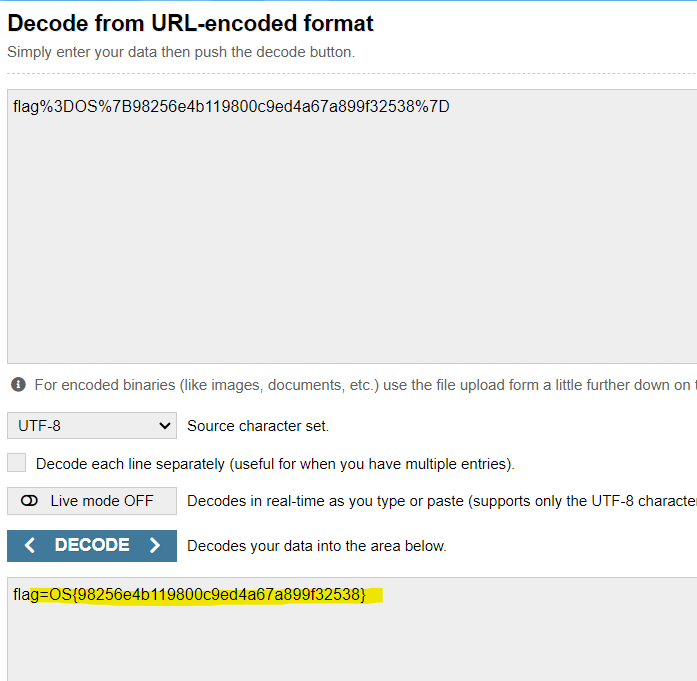 Decode from URL-encoded format
Simply enter your data then push the decode button.
flag%3DOS%7B98256e4b119800c9ed4a67a899f32538%7D
For encoded binaries (like images, documents, etc.) use the file upload form a little further down on
UTF-8 Source character set.
Decode each line separately (useful for when you have multiple entries).
Live mode OFF Decodes in real-time as you type or paste (supports only the UTF-8 characte
< DECODE > Decodes your data into the area below.
flag=OS{98256e4b119800c9ed4a67a899f32538}